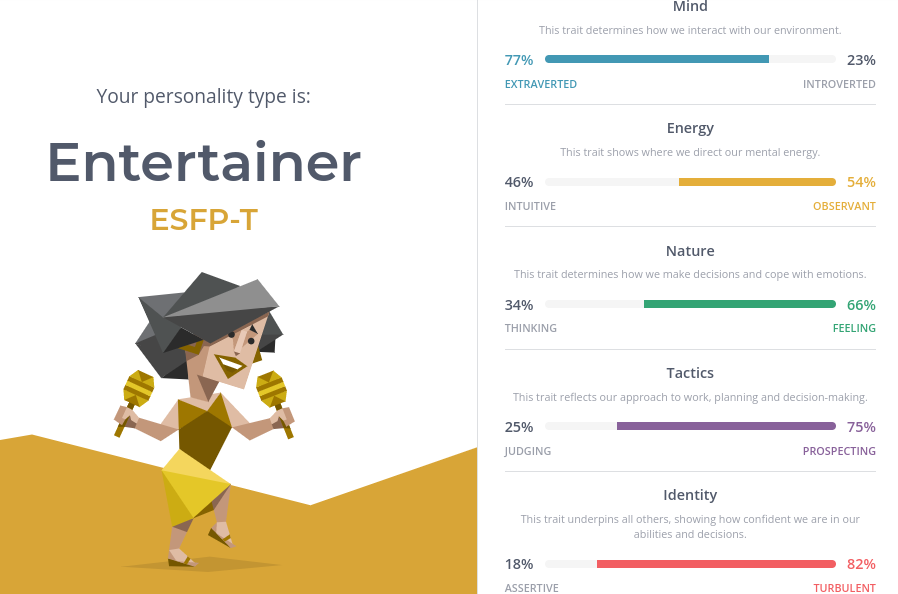 Your personality type is:
Entertainer
ESFP-T
Mind
This trait determines how we interact with our environment.
77% 23%
EXTRAVERTED INTROVERTED
Energy
This trait shows where we direct our mental energy.
46% 54%
INTUITIVE OBSERVANT
Nature
This trait determines how we make decisions and cope with emotions.
34% 66%
THINKING FEELING
Tactics
This trait reflects our approach to work, planning and decision-making.
25% 75%
JUDGING PROSPECTING
Identity
This trait underpins all others, showing how confident we are in our
abilities and decisions.
18% 82%
ASSERTIVE TURBULENT